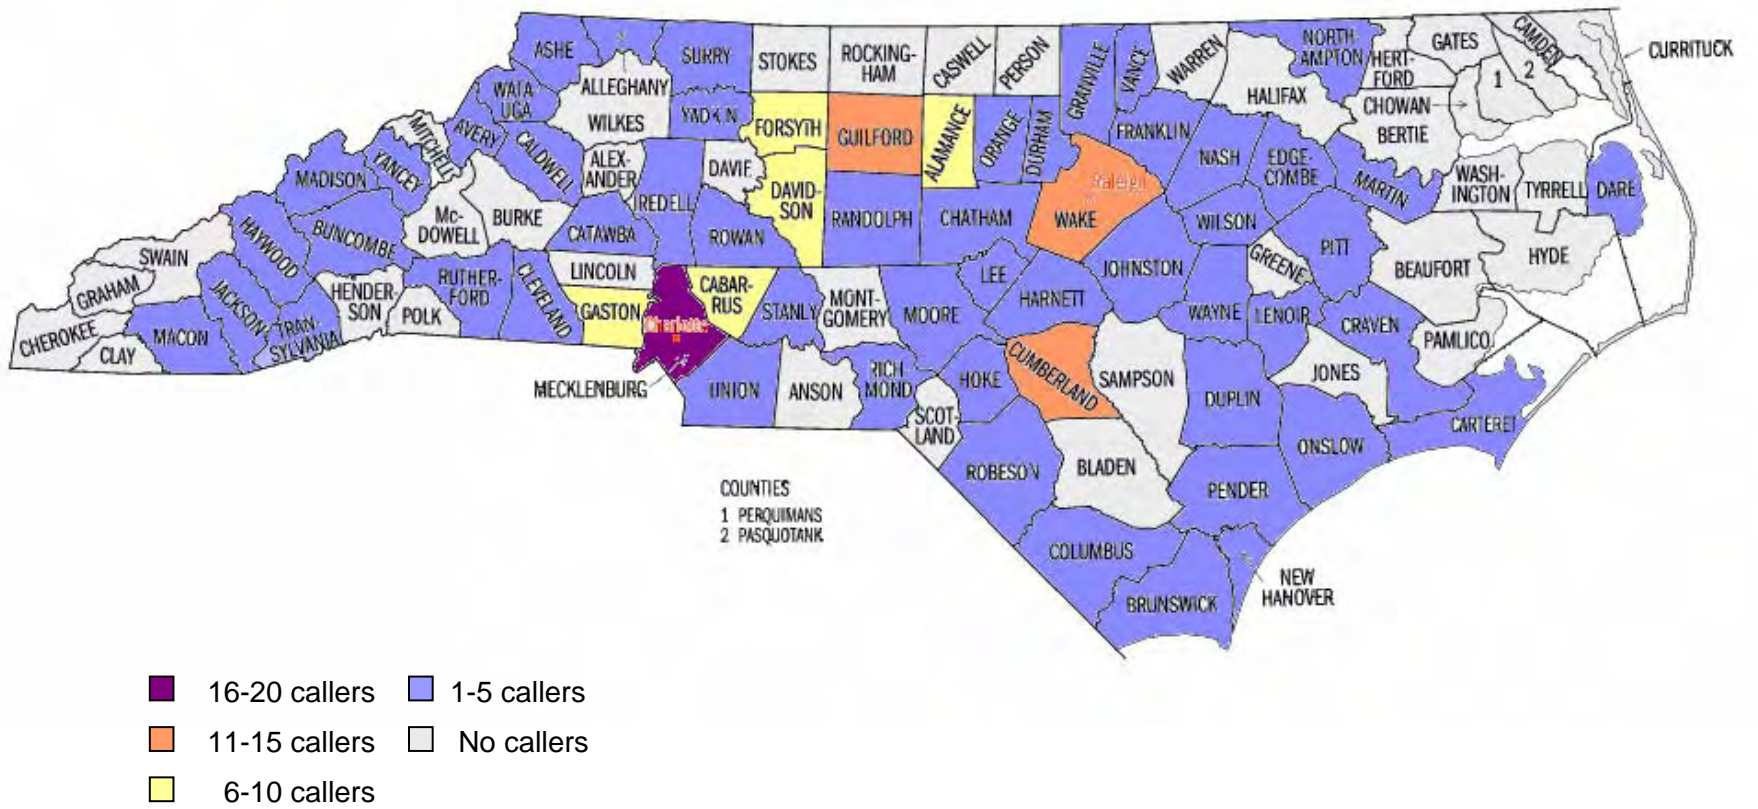 ASHE
SURRY
STOKES
ROCKING-
HAM
CASWELL
PERSON
GRANVILLE
VANCE
WARREN
NORTH-
AMPTON
HERT-
FORD
GATES
CAMDEN
CURRITUCK
ALLEGHANY
WATA
UGA
WILKES
YADKIN
FORSYTH
GUILFORD
ALAMANCE
ORANGE
DURHAM
FRANKLIN
HALIFAX
CHOWAN
BERTIE
1
2
MITCHELL
AVERY
CALDWELL
ALEX-
ANDER
IREDELL
DAVIE
DAVID-
SON
RANDOLPH
CHATHAM
Raleigh
WAKE
NASH
EDGE-
COMBE
MARTIN
WASH-
INGTON
TYRRELL
DARE
MADISON
YANCEY
Mc-
DOWELL
BURKE
CATAWBA
ROWAN
WILSON
PITT
BEAUFORT
HYDE
HAYWOOD
BUNCOMBE
SWAIN
GRAHAM
CHEROKEE
CLAY
MACON
JACKSON
TRAN-
SYLVANIA
HENDER-
SON
POLK
RUTHER-
FORD
CLEVELAND
LINCOLN
GASTON
CABAR-
RUS
Charlotte
MECKLENBURG
STANLY
MONT-
GOMERY
MOORE
LEE
HARNETT
JOHNSTON
GREENE
WAYNE
LENOIR
CRAVEN
PAMLICO
UNION
ANSON
RICH
MOND
SCOT-
LAND
HOKE
CUMBERLAND
SAMPSON
DUPLIN
JONES
CARTERET
ONSLOW
ROBESON
BLADEN
PENDER
COLUMBUS
BRUNSWICK
NEW
HANOVER
COUNTIES
1 PERQUIMANS
2 PASQUOTANK
16-20 callers
1-5 callers
11-15 callers
No callers
6-10 callers